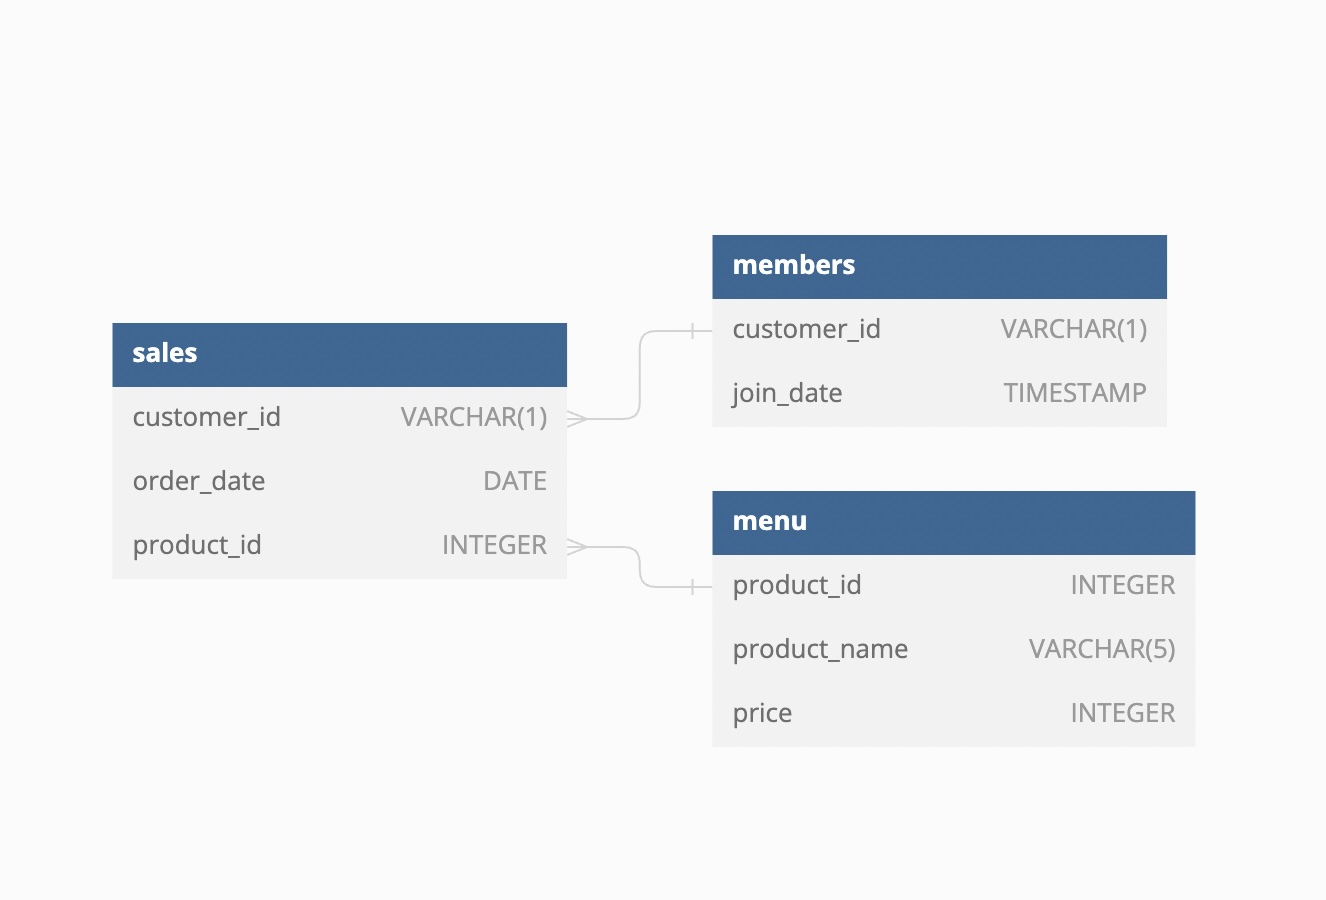 sales
customer_id VARCHAR(1)
order_date DATE
product_id INTEGER
members
customer_id VARCHAR(1)
join_date TIMESTAMP
menu
product_id INTEGER
product_name VARCHAR(5)
price INTEGER